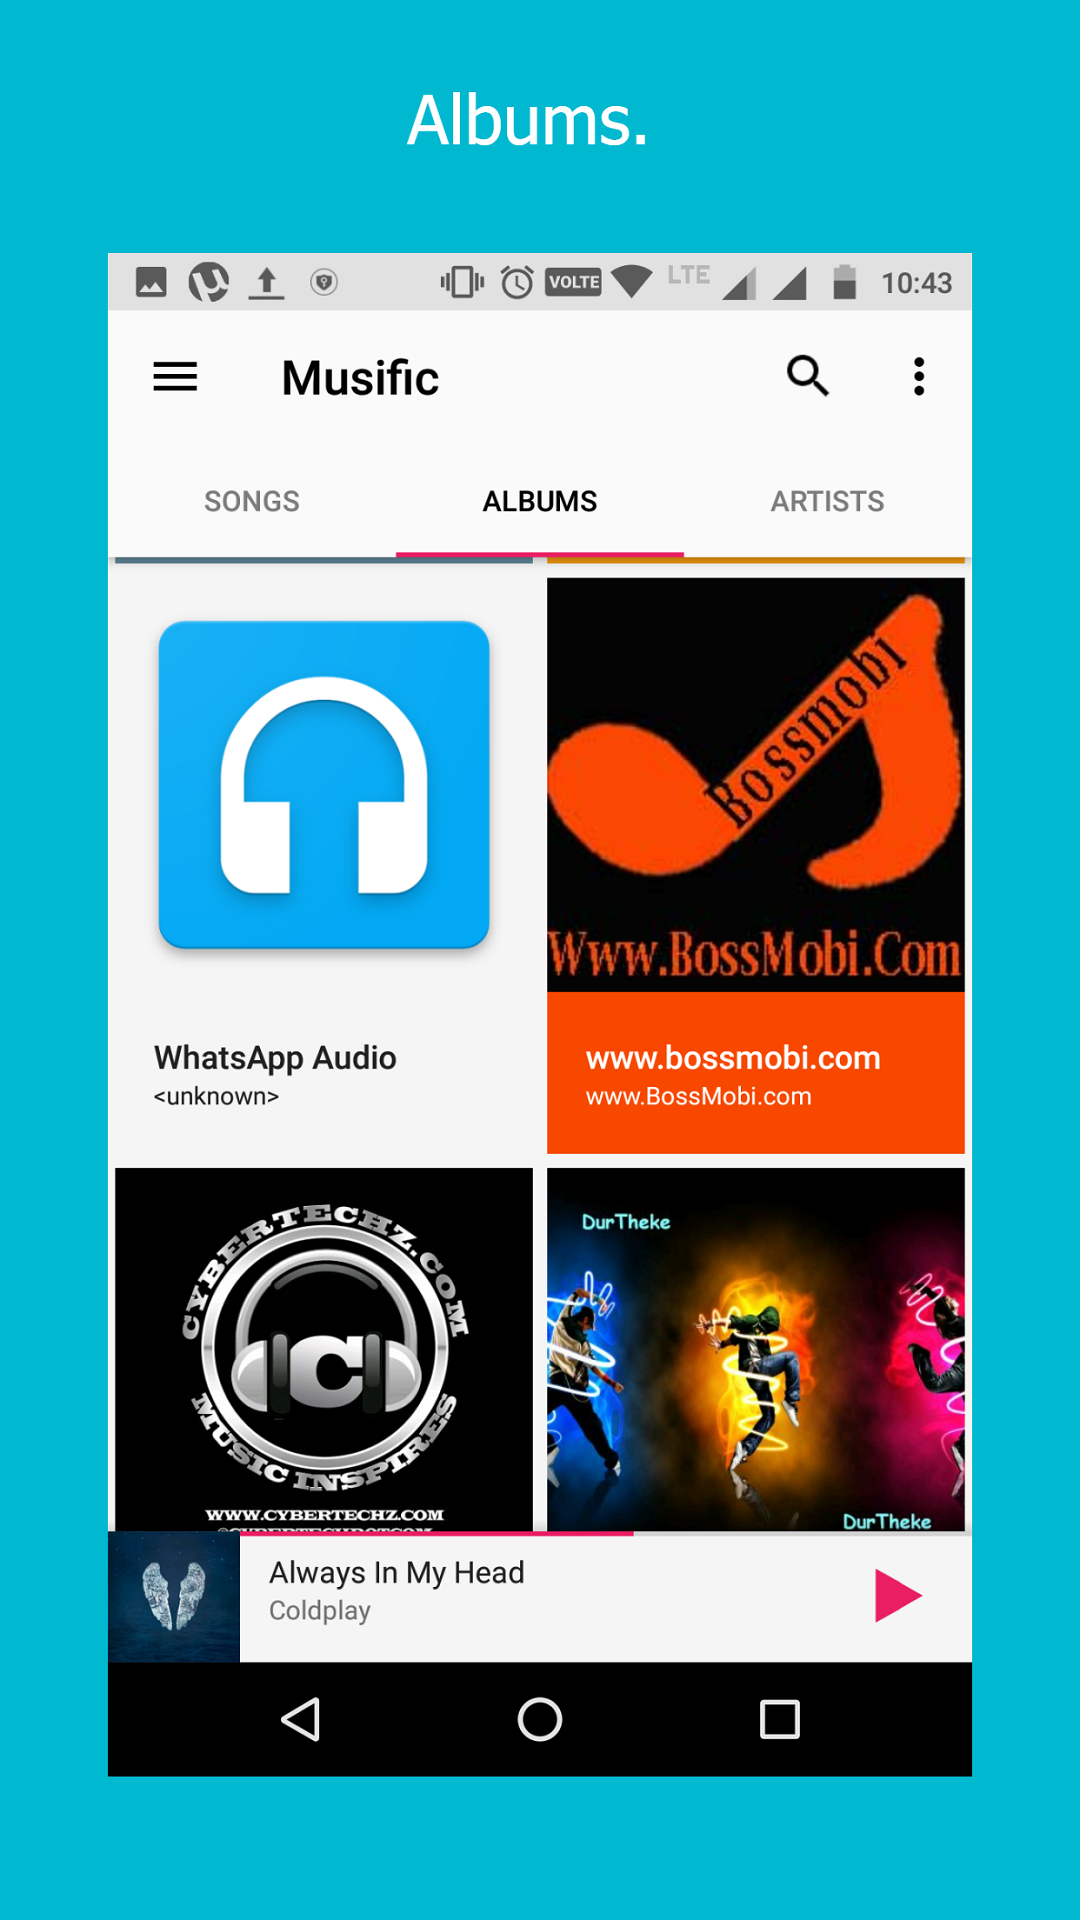 Albums.
VOLTE LTE 10:43
Musific
SONGS ALBUMS ARTISTS
Bossmobi
Www.BossMobi.Com
WhatsApp Audio
<unknown>
www.bossmobi.com
www.BossMobi.com
CYBERTECHZ.COM
C
MUSIC INSPIRES
WWW.CYBERTECHZ.COM
DurTheke
DurTheke
Always In My Head
Coldplay